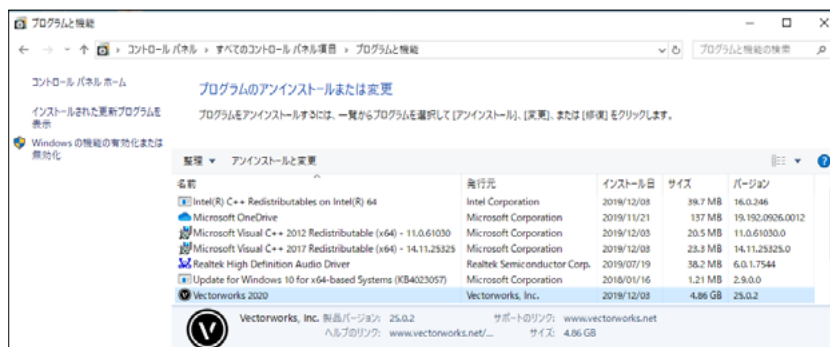 プログラムと機能
コントロール パネル › すべてのコントロール パネル項目 › プログラムと機能
プログラムと機能の検索
コントロール パネル ホーム
インストールされた更新プログラムを
表示
Windows の機能の有効化または
無効化
プログラムのアンインストールまたは変更
プログラムをアンインストールするには、一覧からプログラムを選択して [アンインストール]、[変更]、または [修復] をクリックします。
整理 ▼ アンインストールと変更
名前 発行元 インストール日 サイズ バージョン
Intel(R) C++ Redistributables on Intel(R) 64 Intel Corporation 2019/12/03 39.7 MB 16.0.246
Microsoft OneDrive Microsoft Corporation 2019/11/21 137 MB 19.192.0926.0012
Microsoft Visual C++ 2012 Redistributable (x64) - 11.0.61030 Microsoft Corporation 2019/12/03 20.5 MB 11.0.61030.0
Microsoft Visual C++ 2017 Redistributable (x64) - 14.11.25325 Microsoft Corporation 2019/12/03 23.3 MB 14.11.25325.0
Realtek High Definition Audio Driver Realtek Semiconductor Corp. 2019/07/19 38.2 MB 6.0.1.7544
Update for Windows 10 for x64-based Systems (KB4023057) Microsoft Corporation 2018/01/16 1.21 MB 2.9.0.0
Vectorworks 2020 Vectorworks, Inc. 2019/12/03 4.86 GB 25.0.2
Vectorworks, Inc. 製品バージョン: 25.0.2 サポートのリンク: www.vectorworks.net
ヘルプのリンク: www.vectorworks.net/... サイズ: 4.86 GB